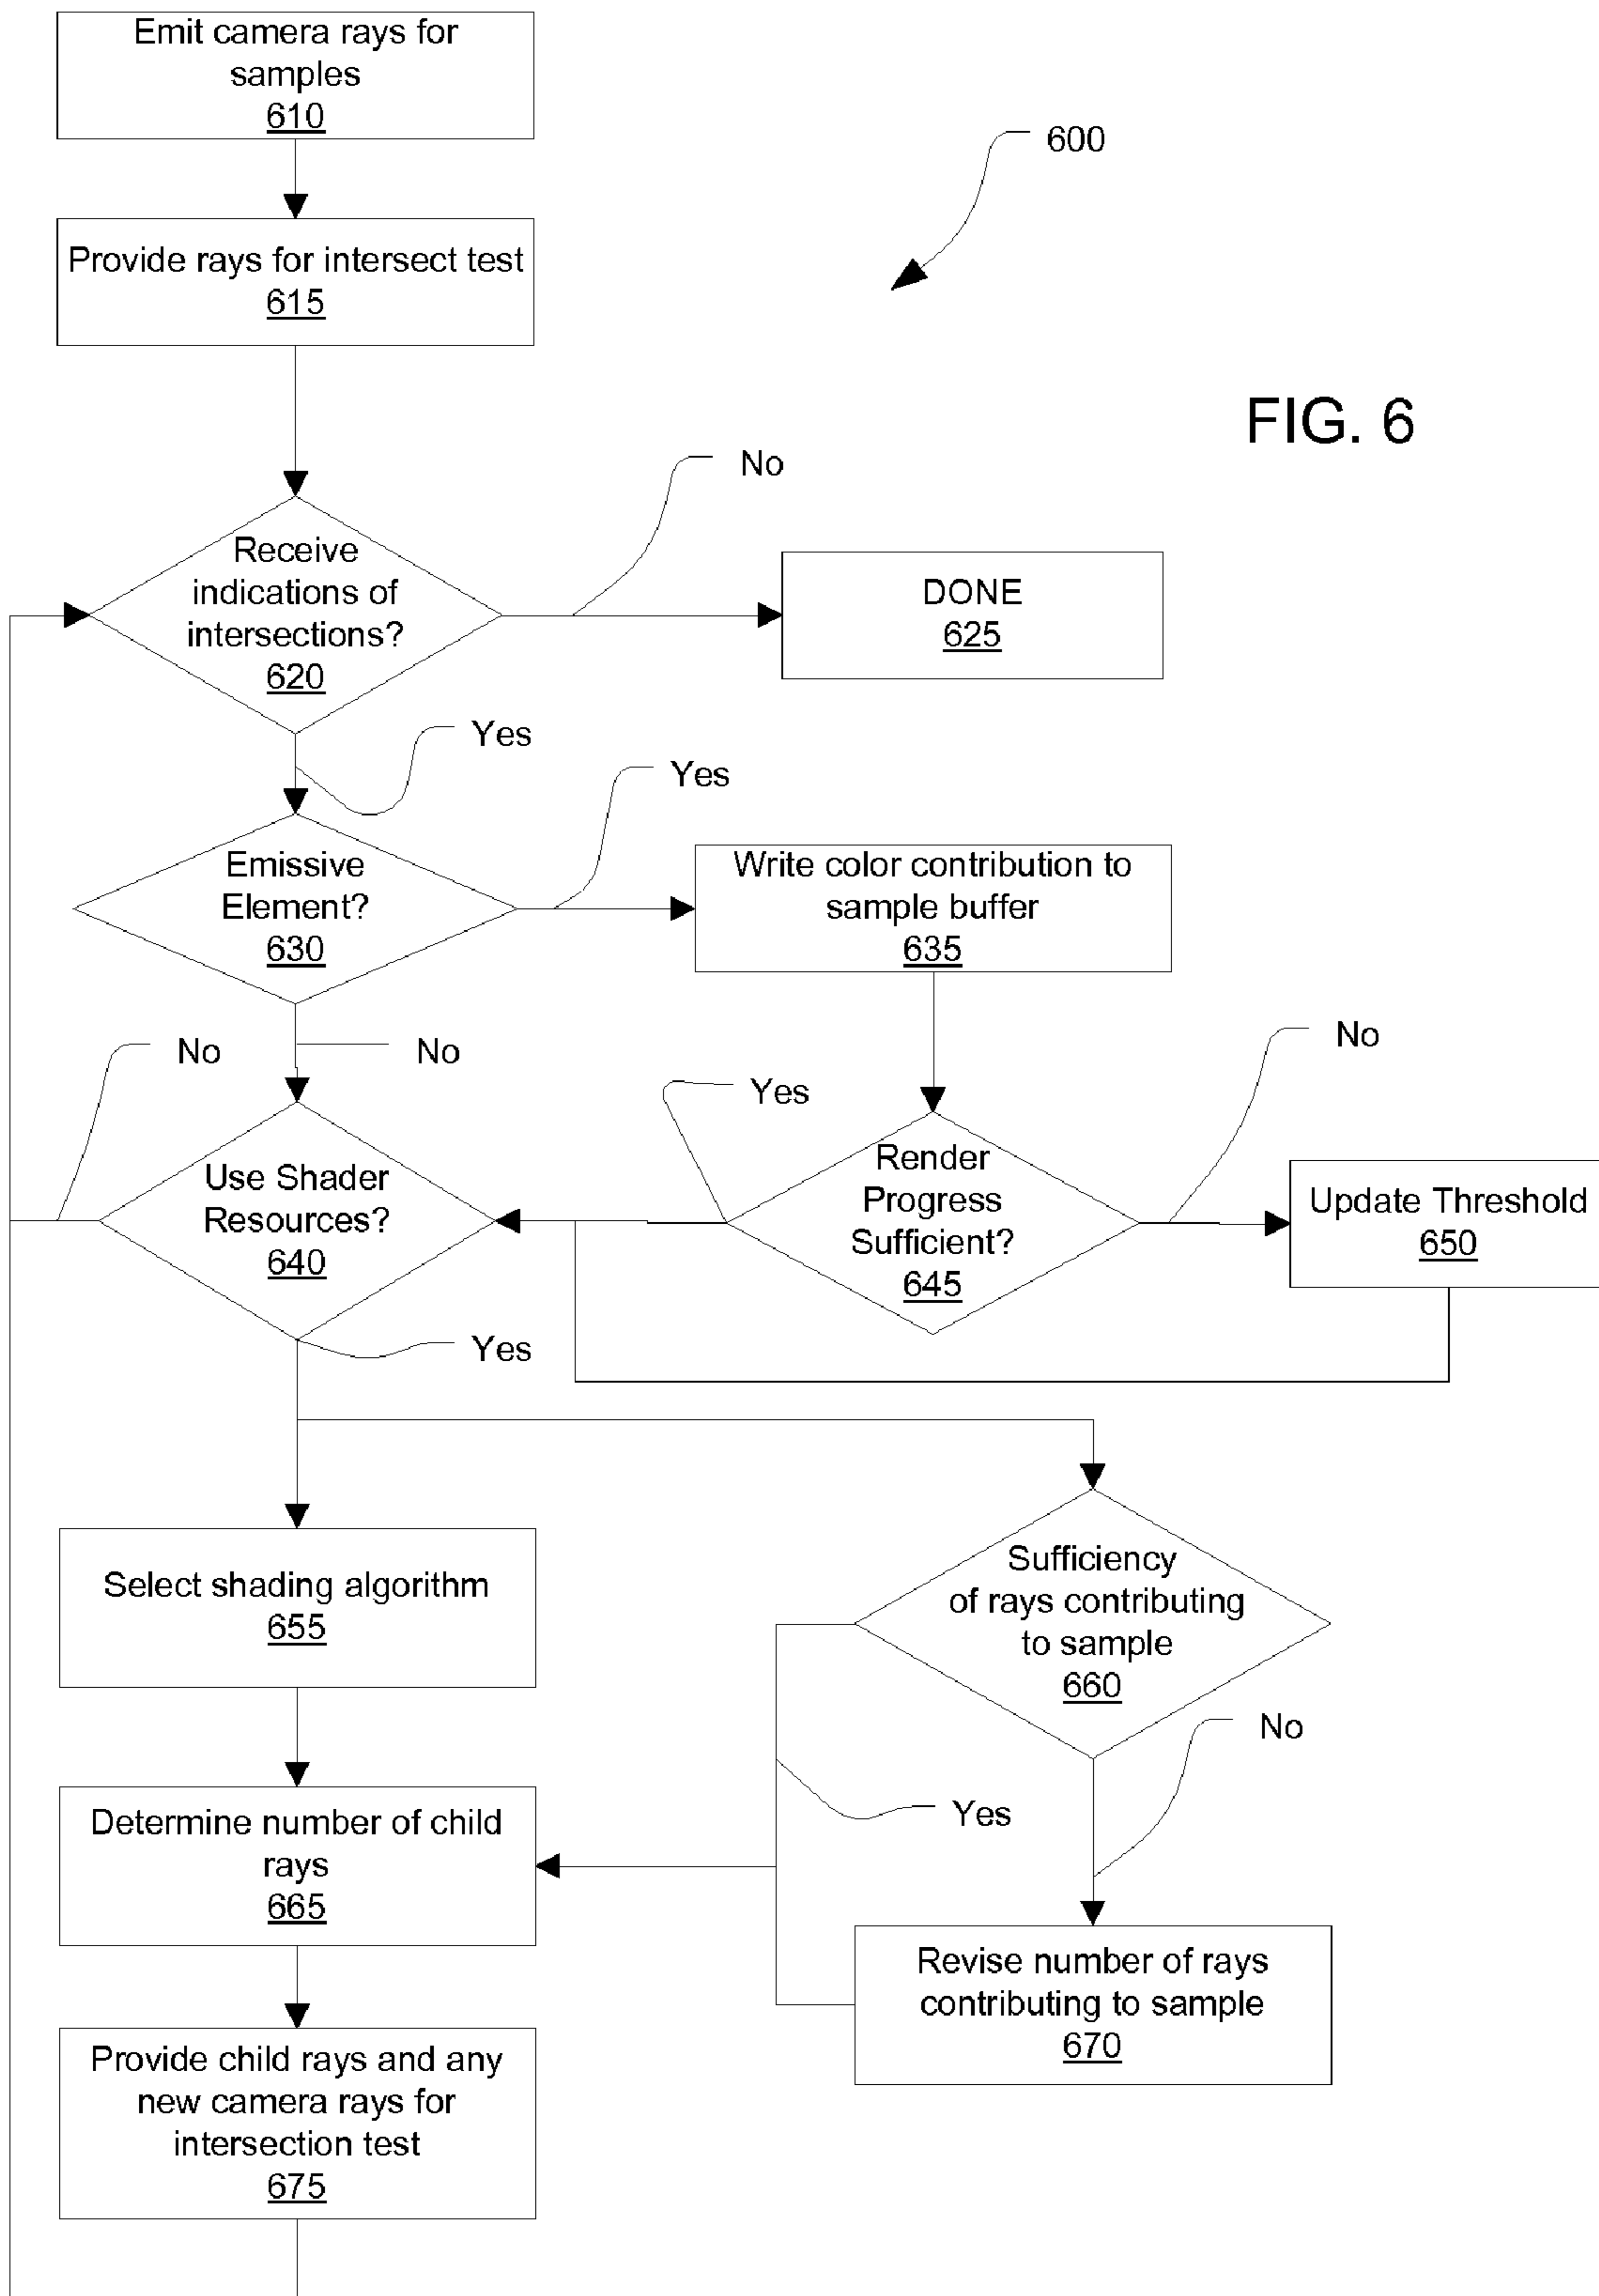 Emit camera rays for
samples
610
600
Provide rays for intersect test
615
FIG. 6
No
Receive
indications of
intersections?
620
DONE
625
Yes
Yes
Emissive
Element?
630
Write color contribution to
sample buffer
635
No
No
Yes
No
Use Shader
Resources?
640
Render
Progress
Sufficient?
645
Update Threshold
650
Yes
Select shading algorithm
655
Sufficiency
of rays contributing
to sample
660
No
Yes
Determine number of child
rays
665
Revise number of rays
contributing to sample
670
Provide child rays and any
new camera rays for
intersection test
675